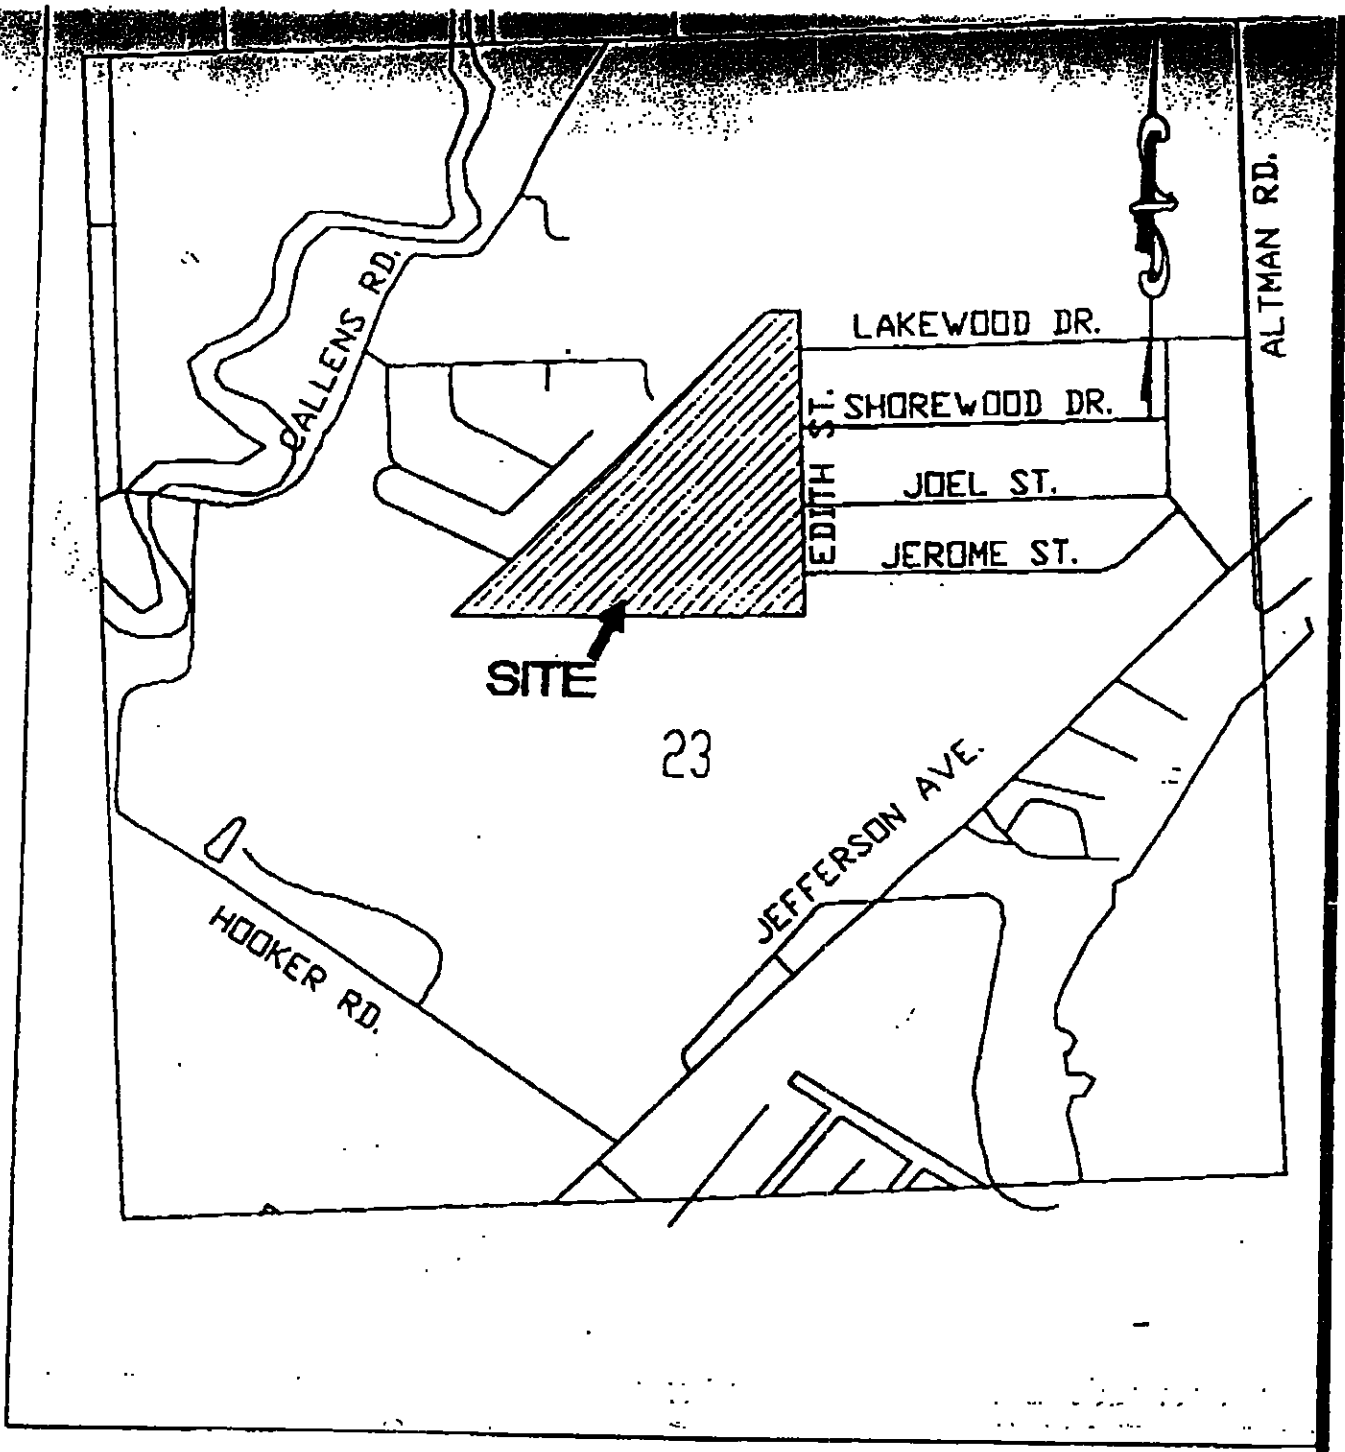 ALTMAN RD.
CALLENS RD.
LAKEWOOD DR.
SHOREWOOD DR.
EDITH ST.
JOEL ST.
JEROME ST.
SITE
23
JEFFERSON AVE.
HOOKER RD.